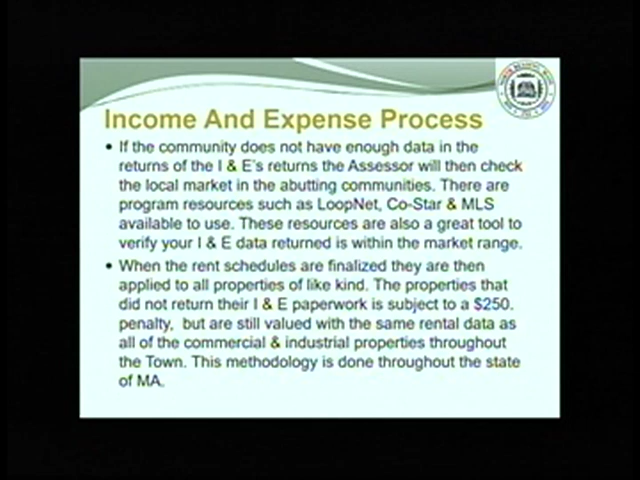 Income And Expense Process
• If the community does not have enough data in the
returns of the I & E's returns the Assessor will then check
the local market in the abutting communities. There are
program resources such as LoopNet, Co-Star & MLS
available to use. These resources are also a great tool to
verify your I & E data returned is within the market range.
• When the rent schedules are finalized they are then
applied to all properties of like kind. The properties that
did not return their I & E paperwork is subject to a $250.
penalty, but are still valued with the same rental data as
all of the commercial & industrial properties throughout
the Town. This methodology is done throughout the state
of MA.